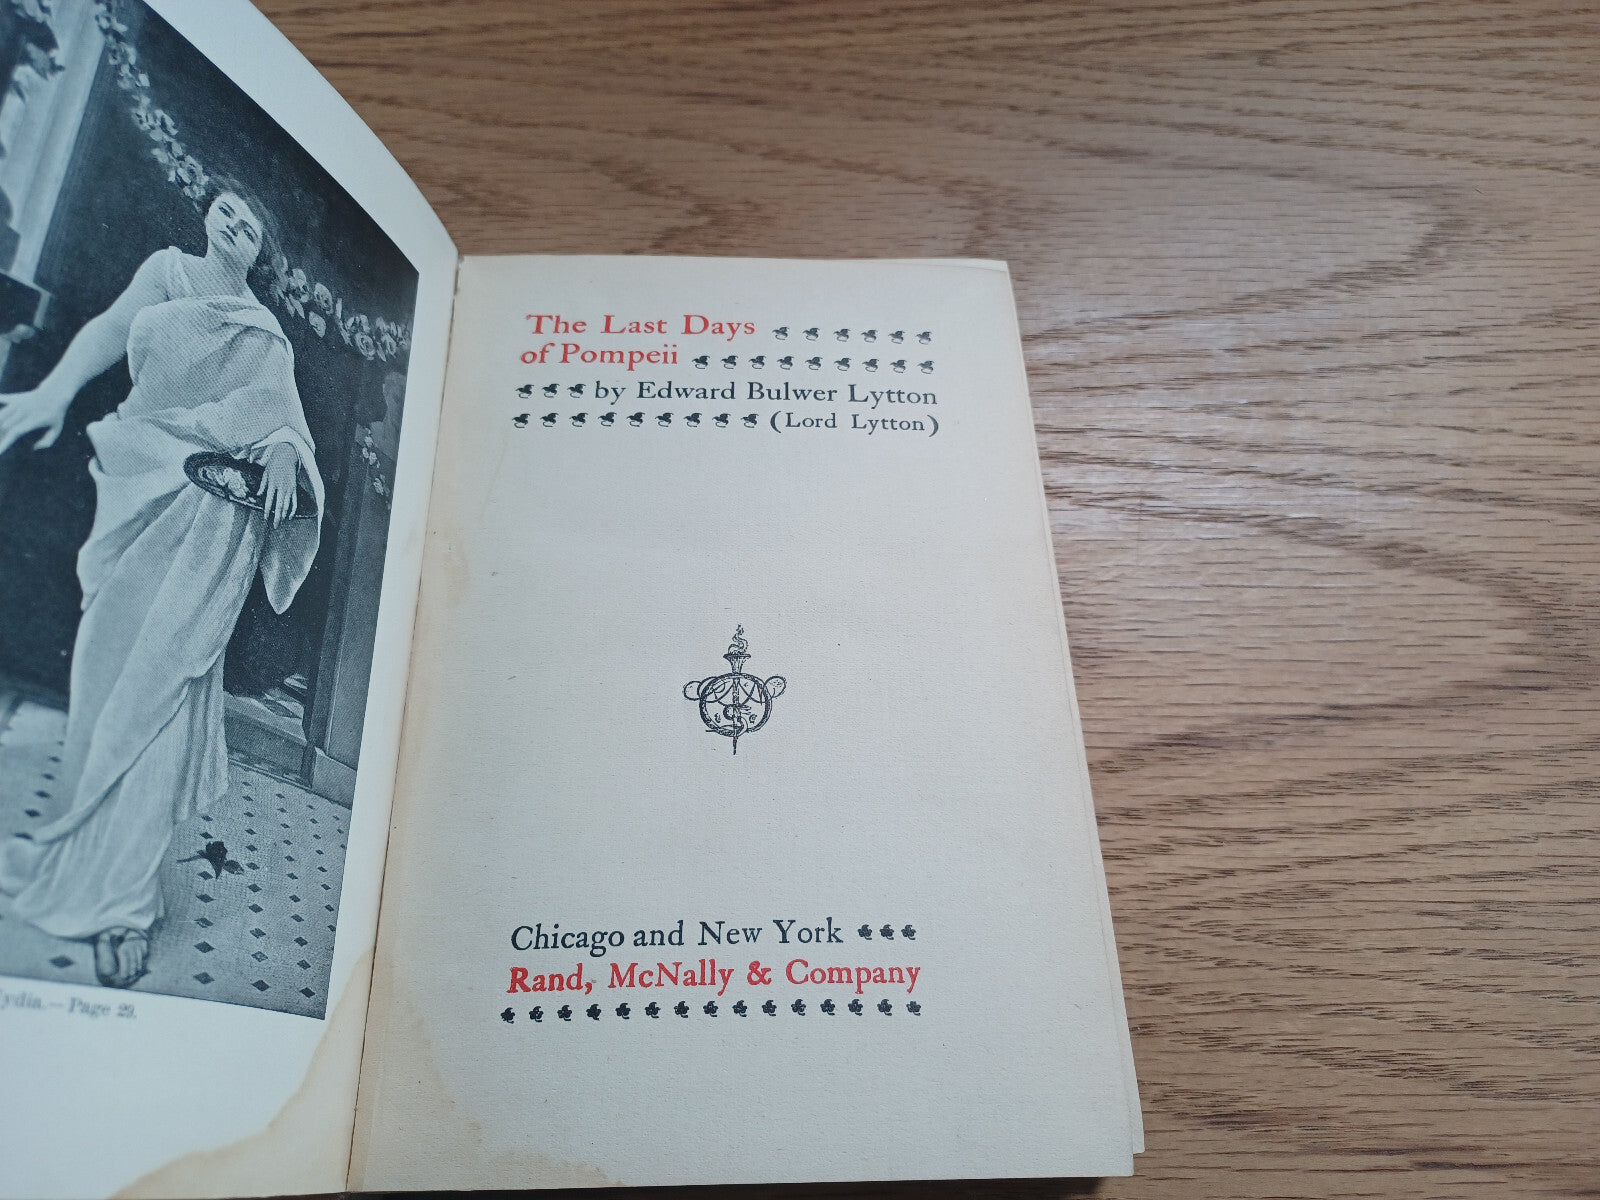 ydia.—Page 29.
The Last Days
of Pompeii
by Edward Bulwer Lytton
(Lord Lytton)
Chicago and New York
Rand, McNally & Company